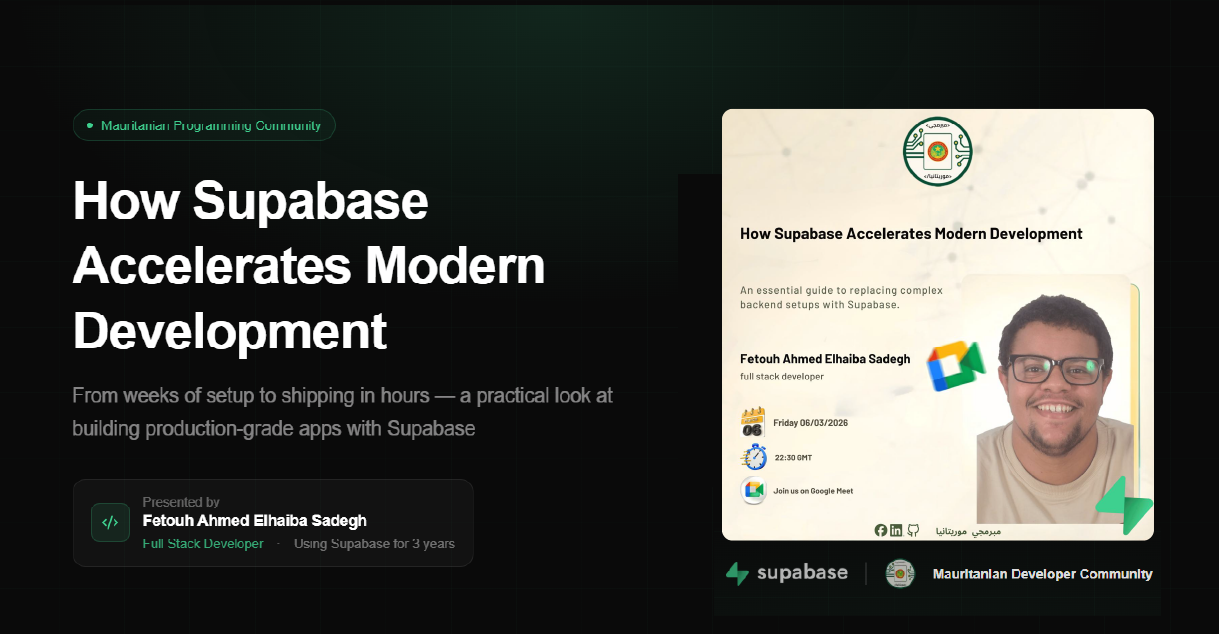 Mauritanian Programming Community
How Supabase
Accelerates Modern
Development
From weeks of setup to shipping in hours — a practical look at
building production-grade apps with Supabase
</>
Presented by
Fetouh Ahmed Elhaiba Sadegh
Full Stack Developer · Using Supabase for 3 years
<مبرمجي>
<موريتانيا/>
How Supabase Accelerates Modern Development
An essential guide to replacing complex
backend setups with Supabase.
Fetouh Ahmed Elhaiba Sadegh
full stack developer
06
Friday 06/03/2026
22:30 GMT
Join us on Google Meet
مبرمجي موريتانيا
supabase
Mauritanian Developer Community